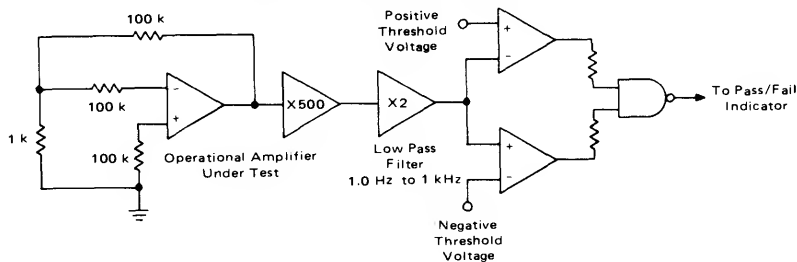 100 k
Positive
Threshold
Voltage
+
-
100 k
-
+
1 k
100 k
Operational Amplifier
Under Test
X500
X2
Low Pass
Filter
1.0 Hz to 1 kHz
To Pass/Fail
Indicator
+
-
Negative
Threshold
Voltage